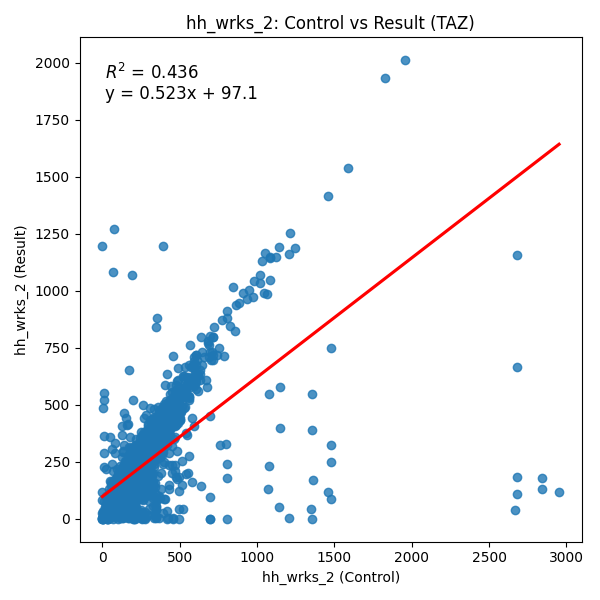 hh_wrks_2: Control vs Result (TAZ)
R² = 0.436
y = 0.523x + 97.1
2000
1750
1500
1250
1000
750
500
250
0
hh_wrks_2 (Result)
0 500 1000 1500 2000 2500 3000
hh_wrks_2 (Control)